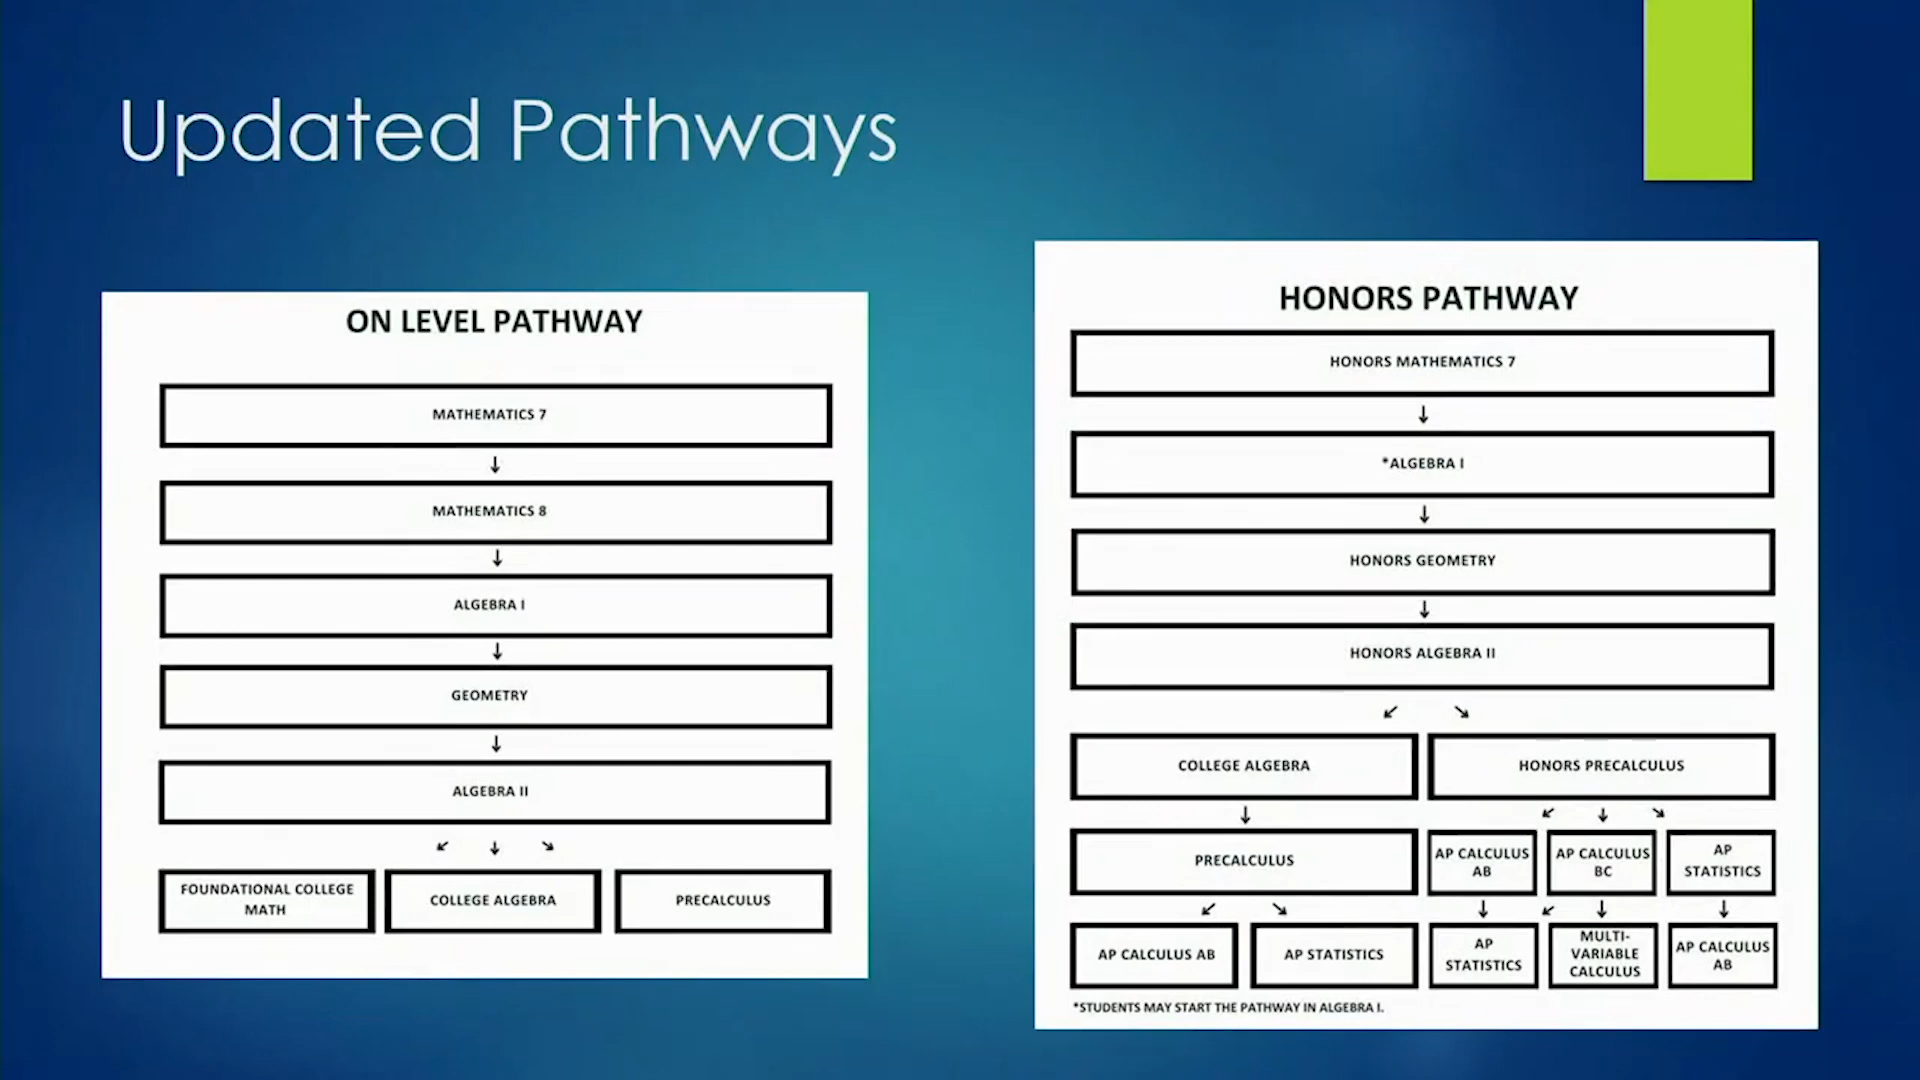 Updated Pathways
ON LEVEL PATHWAY
MATHEMATICS 7
↓
MATHEMATICS 8
↓
ALGEBRA I
↓
GEOMETRY
↓
ALGEBRA II
↙ ↓ ↘
FOUNDATIONAL COLLEGE
MATH
COLLEGE ALGEBRA
PRECALCULUS
HONORS PATHWAY
HONORS MATHEMATICS 7
↓
*ALGEBRA I
↓
HONORS GEOMETRY
↓
HONORS ALGEBRA II
↙ ↘
COLLEGE ALGEBRA
HONORS PRECALCULUS
↓
↙ ↓ ↘
PRECALCULUS
AP CALCULUS
AB
AP CALCULUS
BC
AP
STATISTICS
↙ ↘
↓ ↙ ↓ ↓
AP CALCULUS AB
AP STATISTICS
AP
STATISTICS
MULTI-
VARIABLE
CALCULUS
AP CALCULUS
AB
*STUDENTS MAY START THE PATHWAY IN ALGEBRA I.